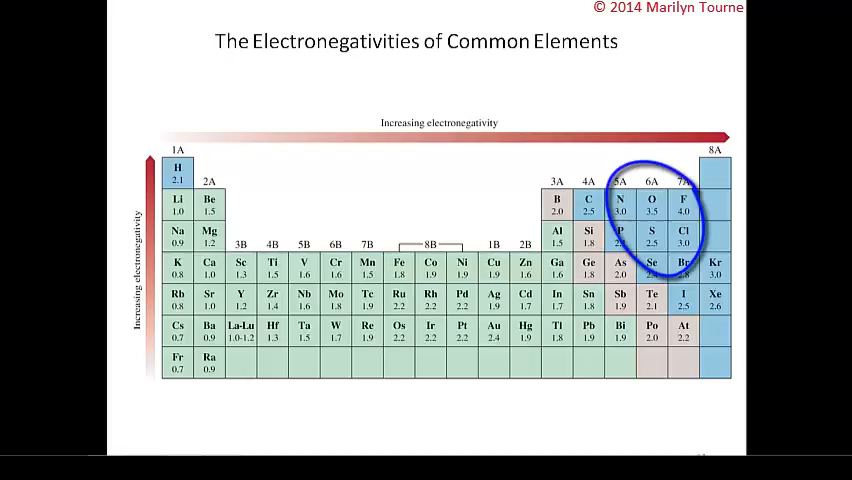 © 2014 Marilyn Tourne
The Electronegativities of Common Elements
Increasing electronegativity
1A 8A
H
2.1 2A 3A 4A 5A 6A 7A
Li Be B C N O F
1.0 1.5 2.0 2.5 3.0 3.5 4.0
Na Mg Al Si P S Cl
0.9 1.2 3B 4B 5B 6B 7B 8B 1B 2B 1.5 1.8 2.5 3.0
K Ca Sc Ti V Cr Mn Fe Co Ni Cu Zn Ga Ge As Se Br Kr
0.8 1.0 1.3 1.5 1.6 1.6 1.5 1.8 1.9 1.9 1.9 1.6 1.6 1.8 2.0 2.4 2.8 3.0
Rb Sr Y Zr Nb Mo Tc Ru Rh Pd Ag Cd In Sn Sb Te I Xe
0.8 1.0 1.2 1.4 1.6 1.8 1.9 2.2 2.2 2.2 1.9 1.7 1.7 1.8 1.9 2.1 2.5 2.6
Cs Ba La-Lu Hf Ta W Re Os Ir Pt Au Hg Tl Pb Bi Po At
0.7 0.9 1.0-1.2 1.3 1.5 1.7 1.9 2.2 2.2 2.2 2.4 1.9 1.8 1.9 1.9 2.0 2.2
Fr Ra
0.7 0.9
Increasing electronegativity